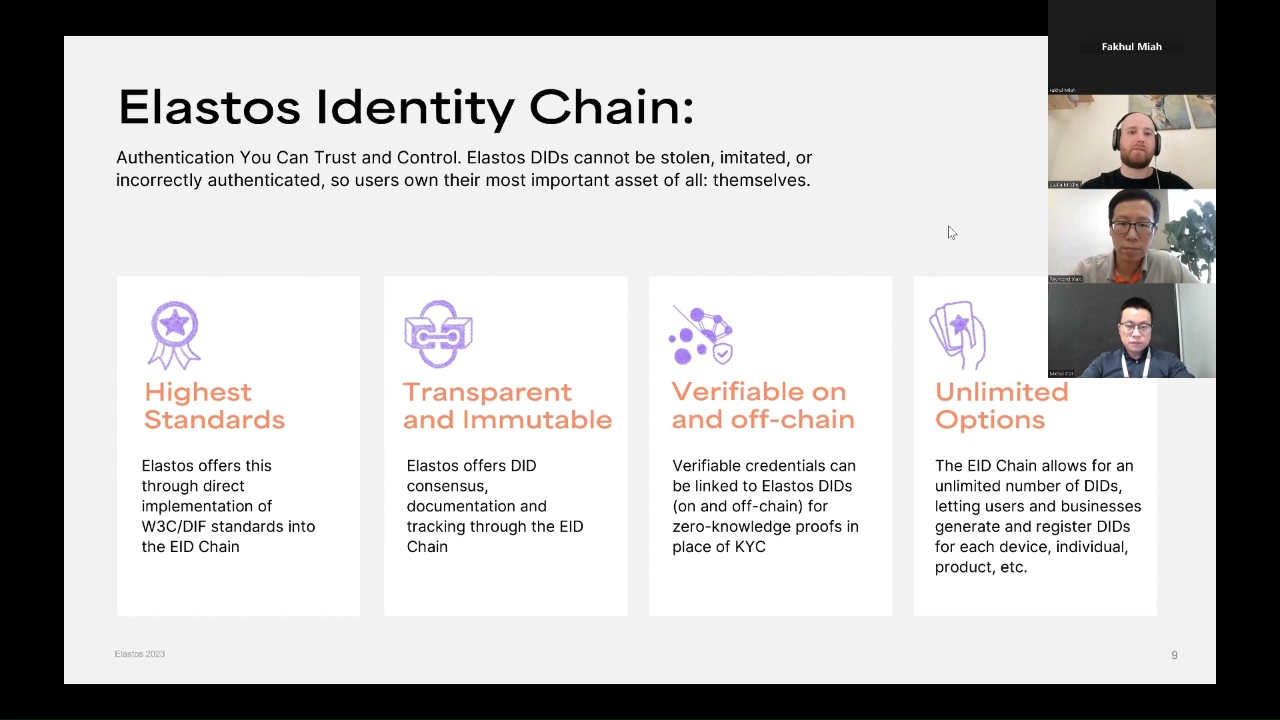 Elastos Identity Chain:
Authentication You Can Trust and Control. Elastos DIDs cannot be stolen, imitated, or
incorrectly authenticated, so users own their most important asset of all: themselves.
Highest
Standards
Elastos offers this
through direct
implementation of
W3C/DIF standards into
the EID Chain
Transparent
and Immutable
Elastos offers DID
consensus,
documentation and
tracking through the EID
Chain
Verifiable on
and off-chain
Verifiable credentials can
be linked to Elastos DIDs
(on and off-chain) for
zero-knowledge proofs in
place of KYC
Unlimited
Options
The EID Chain allows for an
unlimited number of DIDs,
letting users and businesses
generate and register DIDs
for each device, individual,
product, etc.
Elastos 2023
9
Fakhul Miah
Fakhul Miah